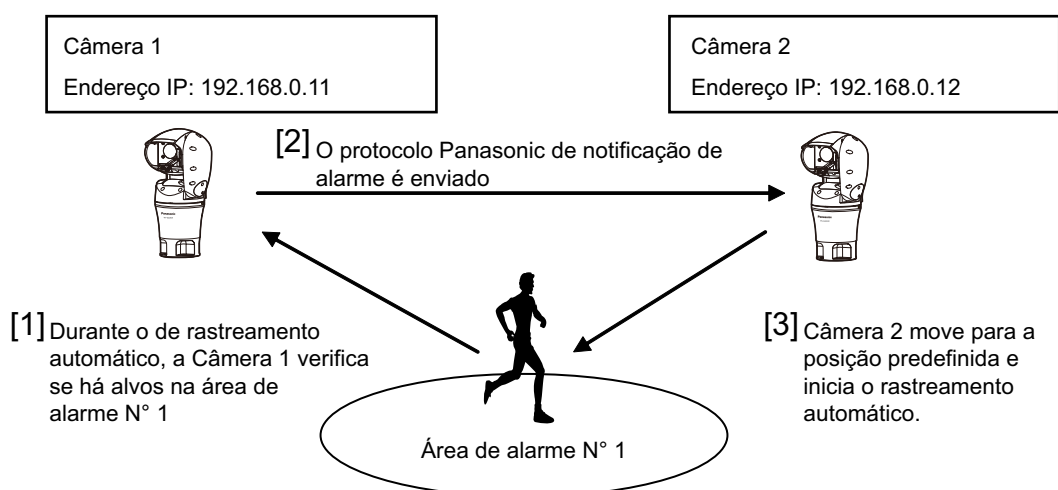 Câmera 1
Endereço IP: 192.168.0.11
Câmera 2
Endereço IP: 192.168.0.12
[2] O protocolo Panasonic de notificação de
alarme é enviado
Panasonic
Panasonic
[1] Durante o de rastreamento
automático, a Câmera 1 verifica
se há alvos na área de
alarme N° 1
[3] Câmera 2 move para a
posição predefinida e
inicia o rastreamento
automático.
Área de alarme N° 1